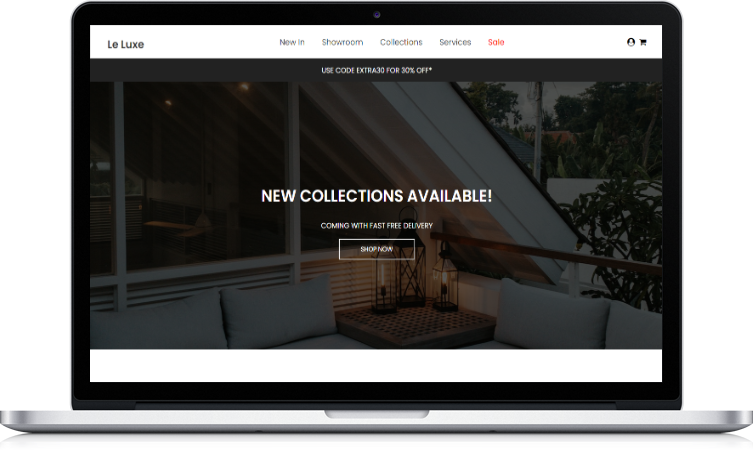 Le Luxe
New In Showroom Collections Services Sale
USE CODE EXTRA30 FOR 30% OFF*
NEW COLLECTIONS AVAILABLE!
COMING WITH FAST FREE DELIVERY
SHOP NOW